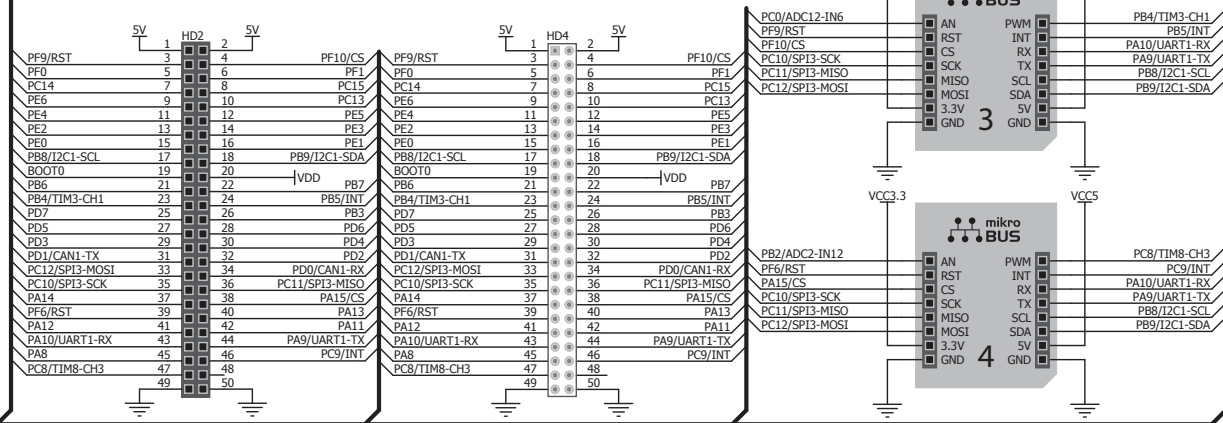 5V HD2 5V
1 2
PF9/RST 3 4 PF10/CS
PF0 5 6 PF1
PC14 7 8 PC15
PE6 9 10 PC13
PE4 11 12 PE5
PE2 13 14 PE3
PE0 15 16 PE1
PB8/I2C1-SCL 17 18 PB9/I2C1-SDA
BOOT0 19 20 VDD
PB6 21 22 PB7
PB4/TIM3-CH1 23 24 PB5/INT
PD7 25 26 PB3
PD5 27 28 PD6
PD3 29 30 PD4
PD1/CAN1-TX 31 32 PD2
PC12/SPI3-MOSI 33 34 PD0/CAN1-RX
PC10/SPI3-SCK 35 36 PC11/SPI3-MISO
PA14 37 38 PA15/CS
PF6/RST 39 40 PA13
PA12 41 42 PA11
PA10/UART1-RX 43 44 PA9/UART1-TX
PA8 45 46 PC9/INT
PC8/TIM8-CH3 47 48
49 50
5V HD4 5V
1 2
PF9/RST 3 4 PF10/CS
PF0 5 6 PF1
PC14 7 8 PC15
PE6 9 10 PC13
PE4 11 12 PE5
PE2 13 14 PE3
PE0 15 16 PE1
PB8/I2C1-SCL 17 18 PB9/I2C1-SDA
BOOT0 19 20 VDD
PB6 21 22 PB7
PB4/TIM3-CH1 23 24 PB5/INT
PD7 25 26 PB3
PD5 27 28 PD6
PD3 29 30 PD4
PD1/CAN1-TX 31 32 PD2
PC12/SPI3-MOSI 33 34 PD0/CAN1-RX
PC10/SPI3-SCK 35 36 PC11/SPI3-MISO
PA14 37 38 PA15/CS
PF6/RST 39 40 PA13
PA12 41 42 PA11
PA10/UART1-RX 43 44 PA9/UART1-TX
PA8 45 46 PC9/INT
PC8/TIM8-CH3 47 48
49 50
BUS
PC0/ADC12-IN6 AN PWM PB4/TIM3-CH1
PF9/RST RST INT PB5/INT
PF10/CS CS RX PA10/UART1-RX
PC10/SPI3-SCK SCK TX PA9/UART1-TX
PC11/SPI3-MISO MISO SCL PB8/I2C1-SCL
PC12/SPI3-MOSI MOSI SDA PB9/I2C1-SDA
3.3V 5V
GND 3 GND
VCC3.3 VCC5
mikro
BUS
PB2/ADC2-IN12 AN PWM PC8/TIM8-CH3
PF6/RST RST INT PC9/INT
PA15/CS CS RX PA10/UART1-RX
PC10/SPI3-SCK SCK TX PA9/UART1-TX
PC11/SPI3-MISO MISO SCL PB8/I2C1-SCL
PC12/SPI3-MOSI MOSI SDA PB9/I2C1-SDA
3.3V 5V
GND 4 GND